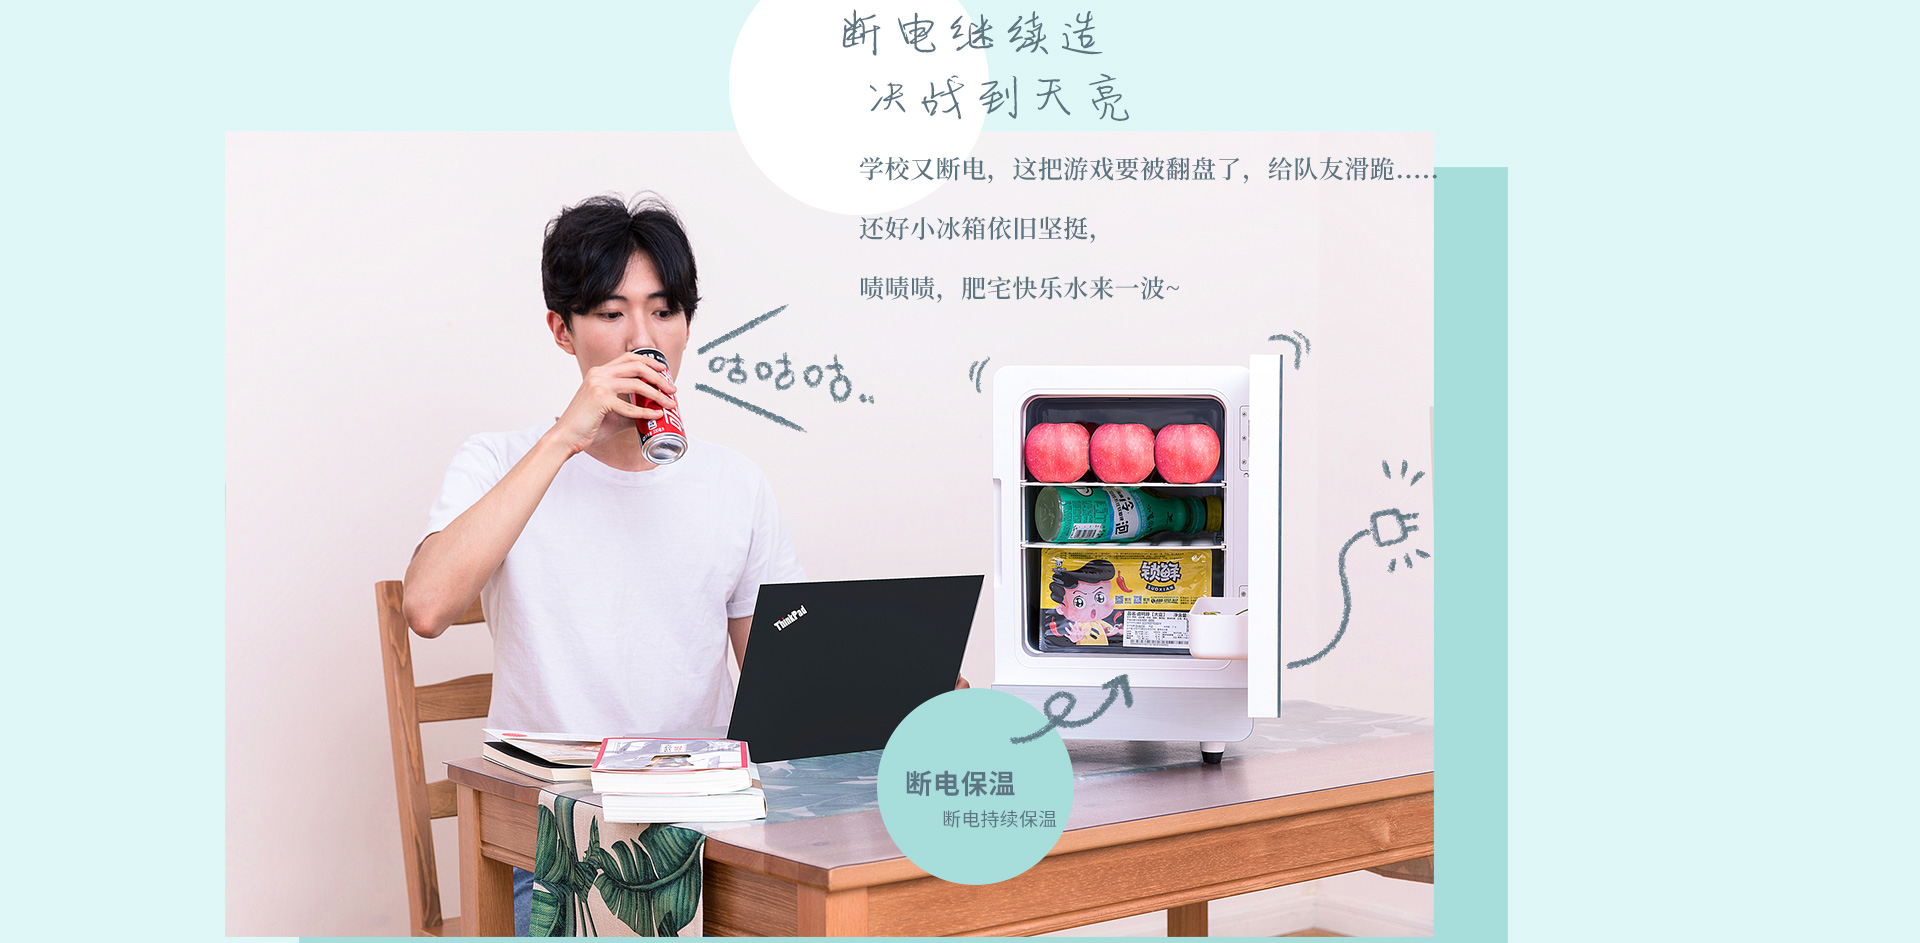 断电继续造
决战到天亮
学校又断电，这把游戏要被翻盘了，给队友滑跪.....
还好小冰箱依旧坚挺，
啧啧啧，肥宅快乐水来一波~
咕咕咕..
ThinkPad
锁鲜
断电保温
断电持续保温